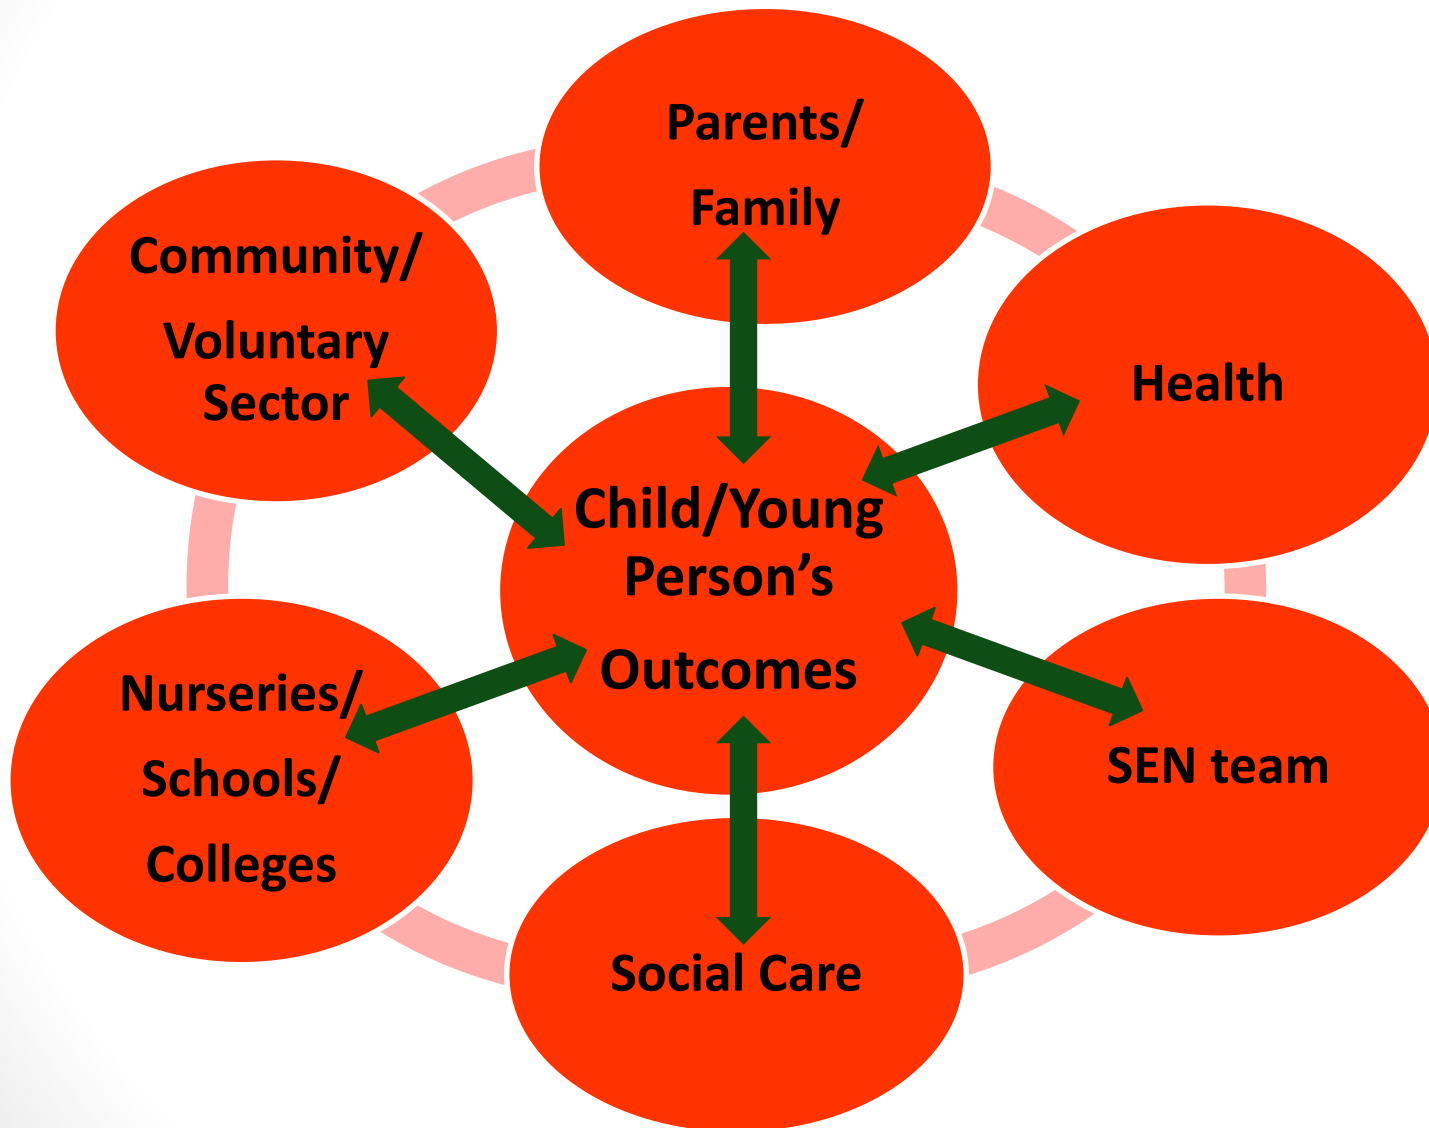 Parents/
Family
Community/
Voluntary
Sector
Health
Child/Young
Person’s
Outcomes
Nurseries/
Schools/
Colleges
SEN team
Social Care